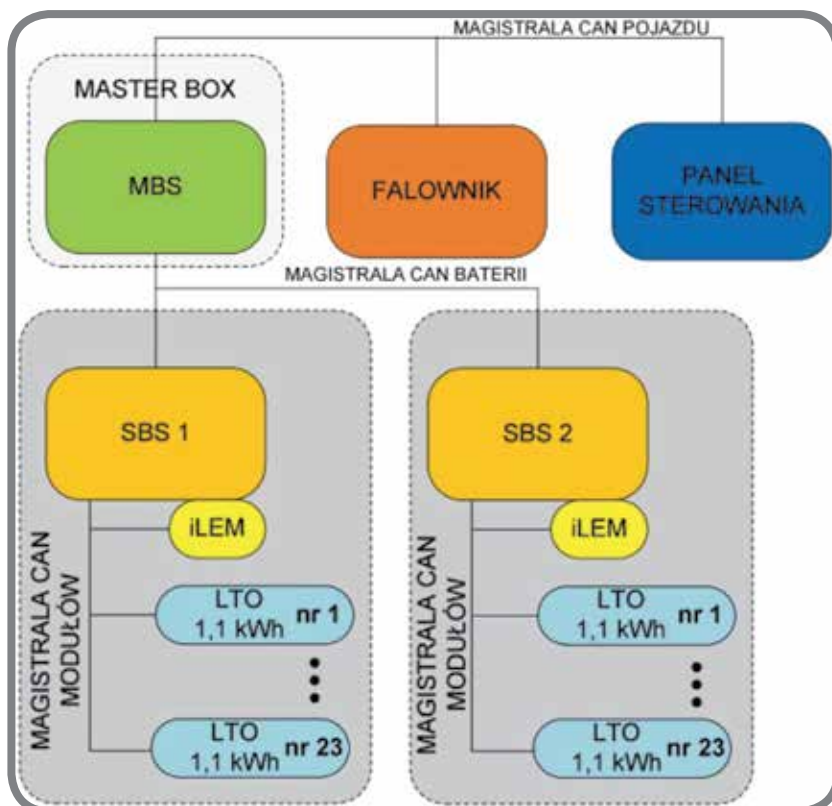 MAGISTRALA CAN POJAZDU
MASTER BOX
MBS
FALOWNIK
PANEL
STEROWANIA
MAGISTRALA CAN BATERII
SBS 1
iLEM
MAGISTRALA CAN
MODUŁÓW
LTO
1,1 kWh nr 1
LTO
1,1 kWh nr 23
SBS 2
iLEM
MAGISTRALA CAN
MODUŁÓW
LTO
1,1 kWh nr 1
LTO
1,1 kWh nr 23